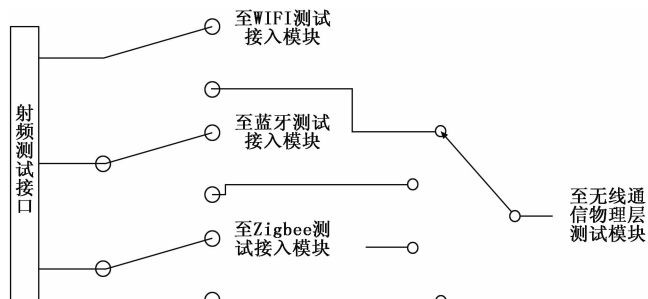 射频测试接口
至WIFI测试
接入模块
至蓝牙测试
接入模块
至Zigbee测
试接入模块
至无线通
信物理层
测试模块